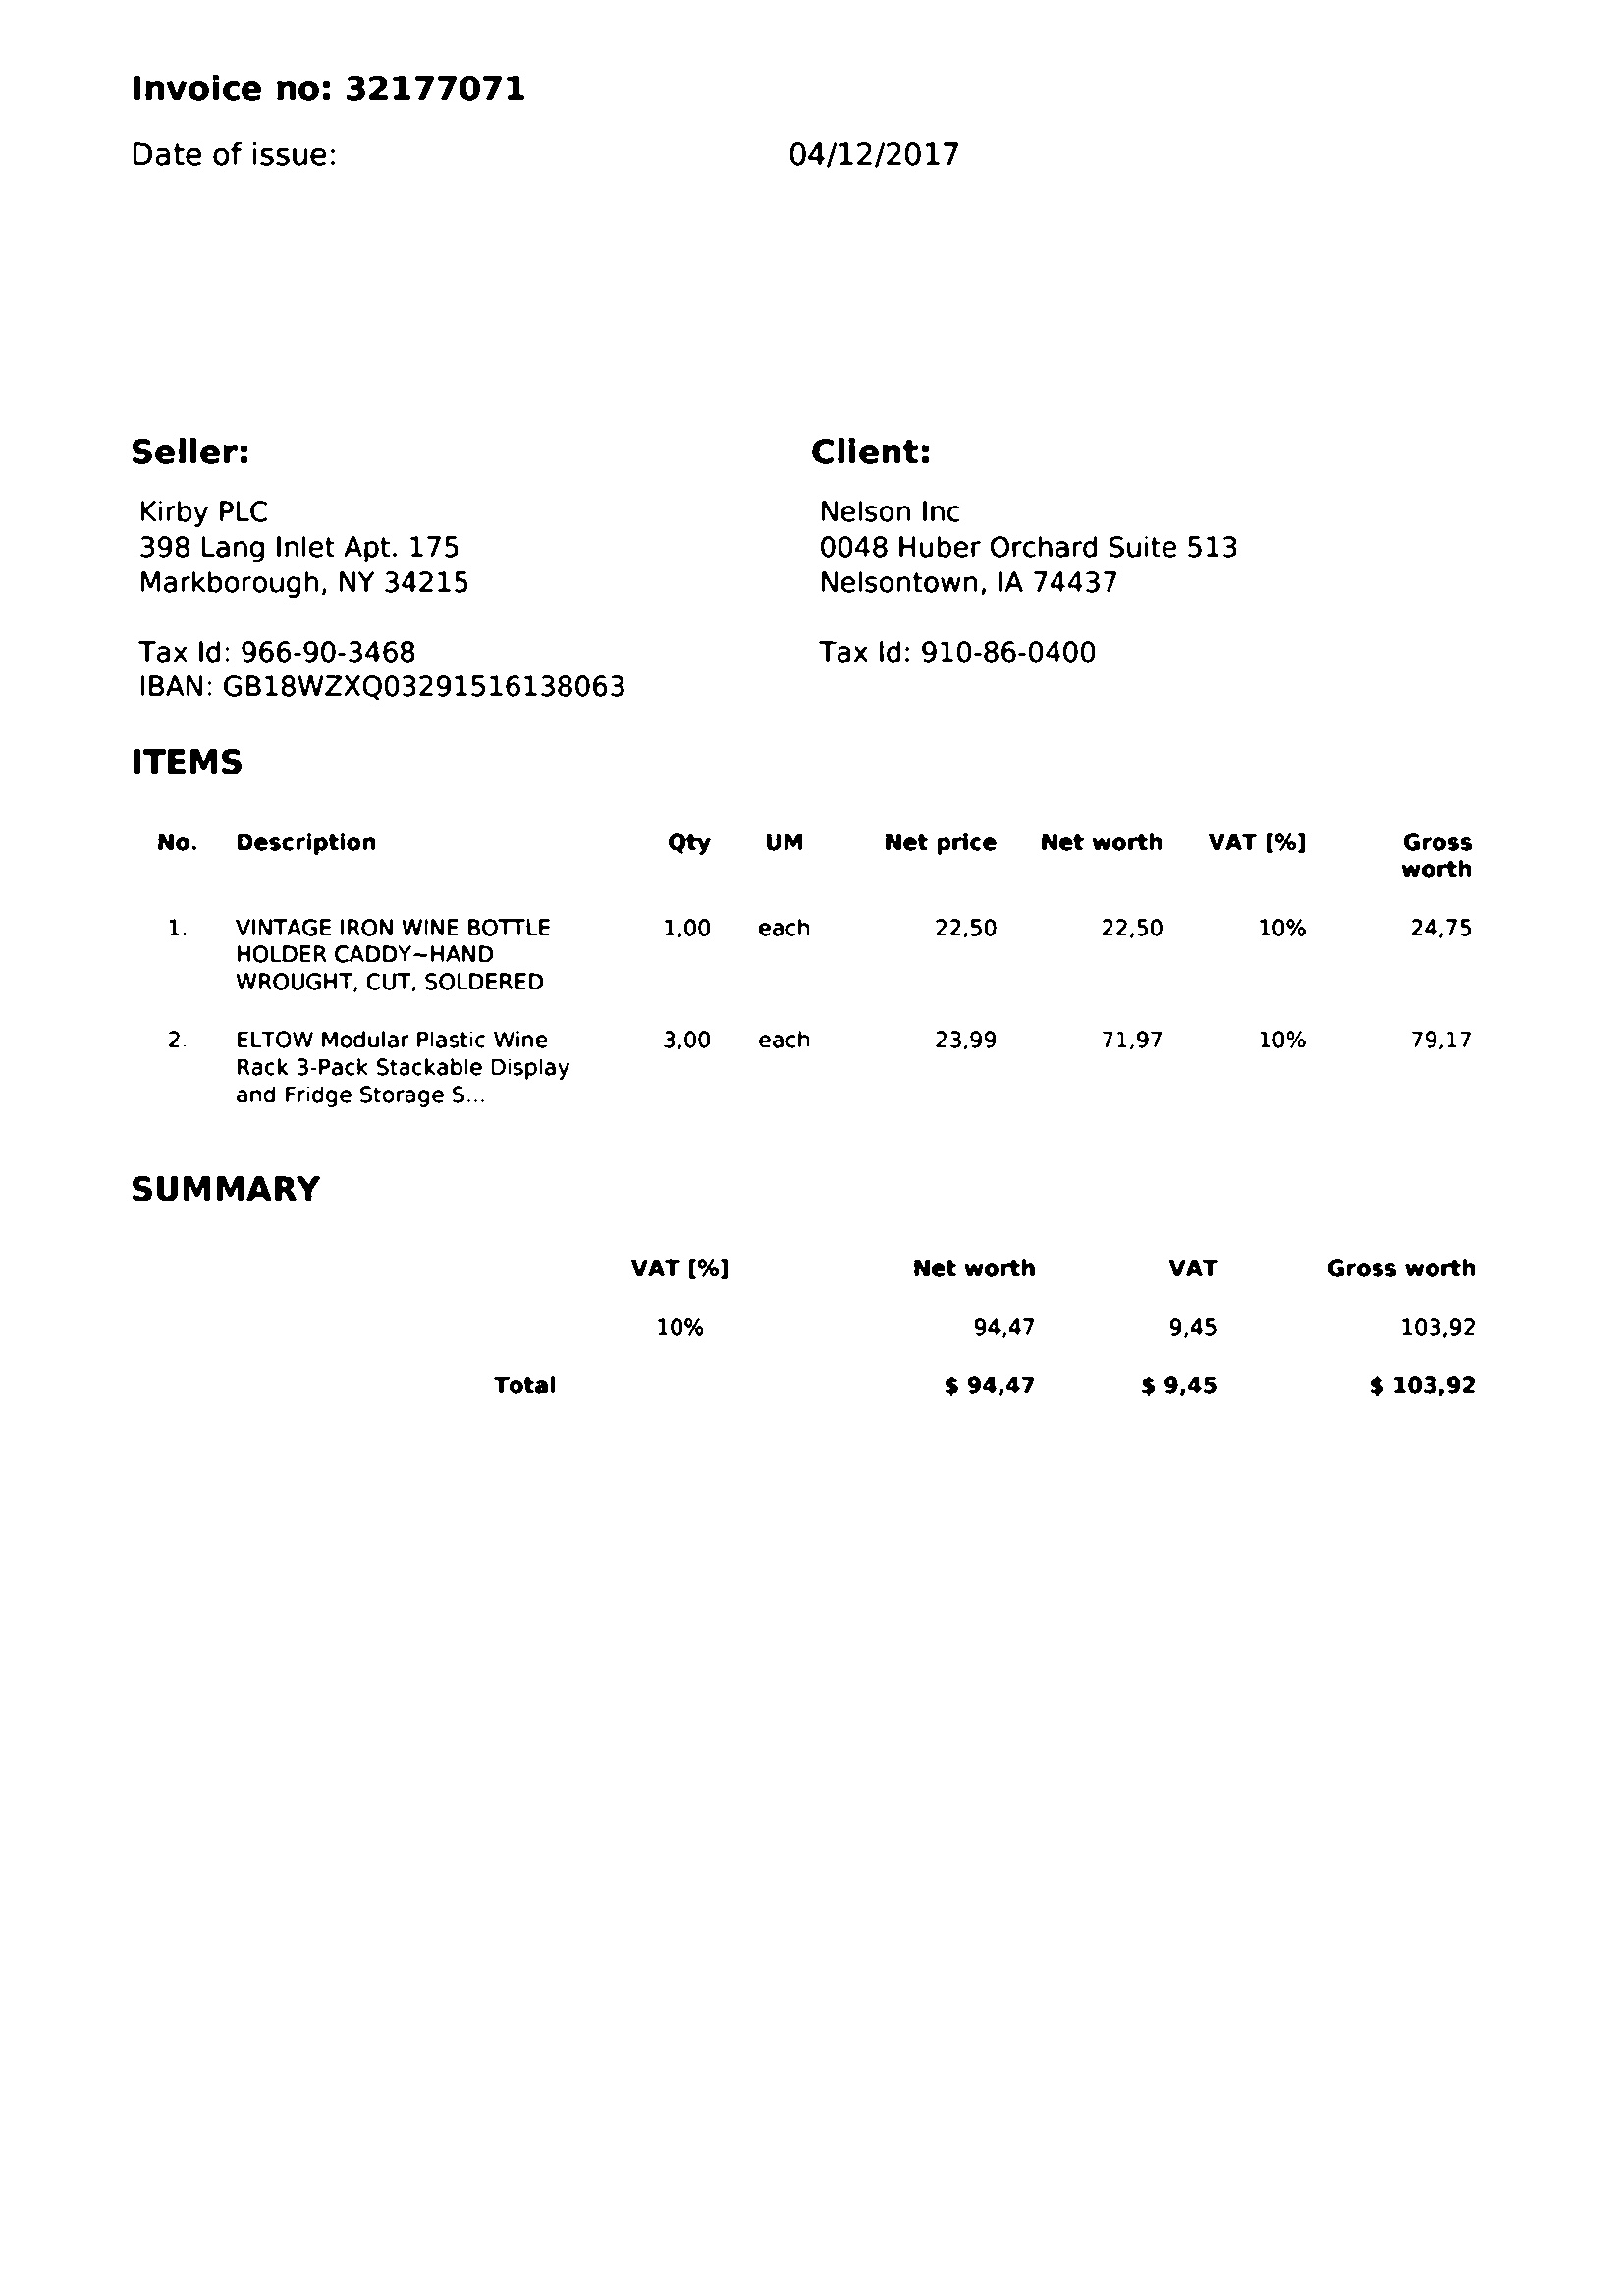 Invoice no: 32177071
Date of issue: 04/12/2017
Seller:
Kirby PLC
398 Lang Inlet Apt. 175
Markborough, NY 34215
Tax Id: 966-90-3468
IBAN: GB18WZXQ03291516138063
Client:
Nelson Inc
0048 Huber Orchard Suite 513
Nelsontown, IA 74437
Tax Id: 910-86-0400
ITEMS
No. Description Qty UM Net price Net worth VAT [%] Gross
worth
1. VINTAGE IRON WINE BOTTLE 1,00 each 22,50 22,50 10% 24,75
HOLDER CADDY~HAND
WROUGHT, CUT, SOLDERED
2. ELTOW Modular Plastic Wine 3,00 each 23,99 71,97 10% 79,17
Rack 3-Pack Stackable Display
and Fridge Storage S...
SUMMARY
VAT [%] Net worth VAT Gross worth
10% 94,47 9,45 103,92
Total $ 94,47 $ 9,45 $ 103,92